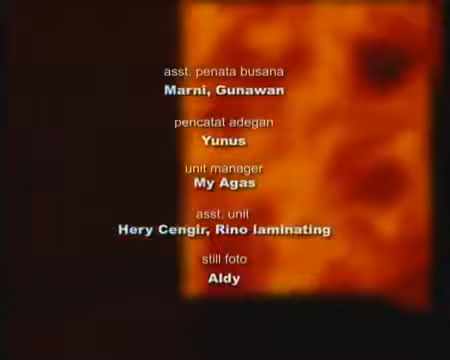 asst. penata busana
Marni, Gunawan
pencatat adegan
Yunus
unit manager
My Agas
asst. unit
Hery Cengir, Rino laminating
still foto
Aldy